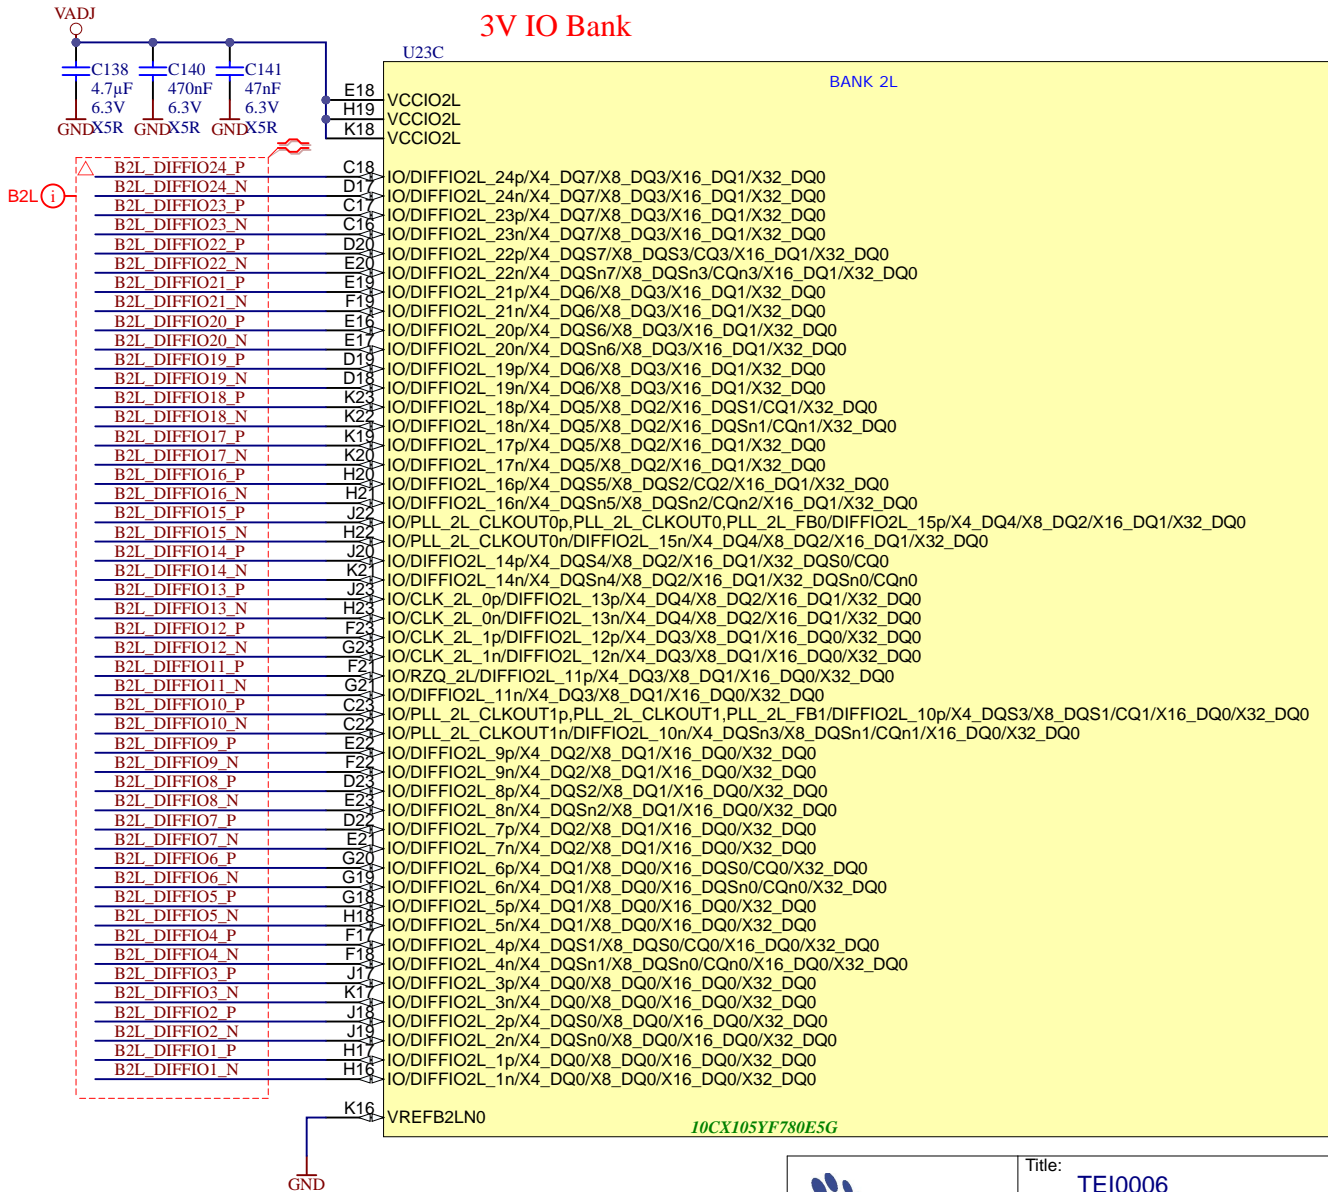 3V IO Bank
VADJ
U23C
BANK 2L
C138 4.7µF 6.3V X5R GND
C140 470nF 6.3V X5R GND
C141 47nF 6.3V X5R GND
E18 VCCIO2L
H19 VCCIO2L
K18 VCCIO2L
B2L i
B2L_DIFFIO24_P C18 IO/DIFFIO2L_24p/X4_DQ7/X8_DQ3/X16_DQ1/X32_DQ0
B2L_DIFFIO24_N D17 IO/DIFFIO2L_24n/X4_DQ7/X8_DQ3/X16_DQ1/X32_DQ0
B2L_DIFFIO23_P C17 IO/DIFFIO2L_23p/X4_DQ7/X8_DQ3/X16_DQ1/X32_DQ0
B2L_DIFFIO23_N C16 IO/DIFFIO2L_23n/X4_DQ7/X8_DQ3/X16_DQ1/X32_DQ0
B2L_DIFFIO22_P D20 IO/DIFFIO2L_22p/X4_DQS7/X8_DQS3/CQ3/X16_DQ1/X32_DQ0
B2L_DIFFIO22_N E20 IO/DIFFIO2L_22n/X4_DQSn7/X8_DQSn3/CQn3/X16_DQ1/X32_DQ0
B2L_DIFFIO21_P E19 IO/DIFFIO2L_21p/X4_DQ6/X8_DQ3/X16_DQ1/X32_DQ0
B2L_DIFFIO21_N F19 IO/DIFFIO2L_21n/X4_DQ6/X8_DQ3/X16_DQ1/X32_DQ0
B2L_DIFFIO20_P E16 IO/DIFFIO2L_20p/X4_DQS6/X8_DQ3/X16_DQ1/X32_DQ0
B2L_DIFFIO20_N E17 IO/DIFFIO2L_20n/X4_DQSn6/X8_DQ3/X16_DQ1/X32_DQ0
B2L_DIFFIO19_P D19 IO/DIFFIO2L_19p/X4_DQ6/X8_DQ3/X16_DQ1/X32_DQ0
B2L_DIFFIO19_N D18 IO/DIFFIO2L_19n/X4_DQ6/X8_DQ3/X16_DQ1/X32_DQ0
B2L_DIFFIO18_P K23 IO/DIFFIO2L_18p/X4_DQ5/X8_DQ2/X16_DQS1/CQ1/X32_DQ0
B2L_DIFFIO18_N K22 IO/DIFFIO2L_18n/X4_DQ5/X8_DQ2/X16_DQSn1/CQn1/X32_DQ0
B2L_DIFFIO17_P K19 IO/DIFFIO2L_17p/X4_DQ5/X8_DQ2/X16_DQ1/X32_DQ0
B2L_DIFFIO17_N K20 IO/DIFFIO2L_17n/X4_DQ5/X8_DQ2/X16_DQ1/X32_DQ0
B2L_DIFFIO16_P H20 IO/DIFFIO2L_16p/X4_DQS5/X8_DQS2/CQ2/X16_DQ1/X32_DQ0
B2L_DIFFIO16_N H21 IO/DIFFIO2L_16n/X4_DQSn5/X8_DQSn2/CQn2/X16_DQ1/X32_DQ0
B2L_DIFFIO15_P J22 IO/PLL_2L_CLKOUT0p,PLL_2L_CLKOUT0,PLL_2L_FB0/DIFFIO2L_15p/X4_DQ4/X8_DQ2/X16_DQ1/X32_DQ0
B2L_DIFFIO15_N H22 IO/PLL_2L_CLKOUT0n/DIFFIO2L_15n/X4_DQ4/X8_DQ2/X16_DQ1/X32_DQ0
B2L_DIFFIO14_P J20 IO/DIFFIO2L_14p/X4_DQS4/X8_DQ2/X16_DQ1/X32_DQS0/CQ0
B2L_DIFFIO14_N K21 IO/DIFFIO2L_14n/X4_DQSn4/X8_DQ2/X16_DQ1/X32_DQSn0/CQn0
B2L_DIFFIO13_P J23 IO/CLK_2L_0p/DIFFIO2L_13p/X4_DQ4/X8_DQ2/X16_DQ1/X32_DQ0
B2L_DIFFIO13_N H23 IO/CLK_2L_0n/DIFFIO2L_13n/X4_DQ4/X8_DQ2/X16_DQ1/X32_DQ0
B2L_DIFFIO12_P F23 IO/CLK_2L_1p/DIFFIO2L_12p/X4_DQ3/X8_DQ1/X16_DQ0/X32_DQ0
B2L_DIFFIO12_N G23 IO/CLK_2L_1n/DIFFIO2L_12n/X4_DQ3/X8_DQ1/X16_DQ0/X32_DQ0
B2L_DIFFIO11_P F21 IO/RZQ_2L/DIFFIO2L_11p/X4_DQ3/X8_DQ1/X16_DQ0/X32_DQ0
B2L_DIFFIO11_N G21 IO/DIFFIO2L_11n/X4_DQ3/X8_DQ1/X16_DQ0/X32_DQ0
B2L_DIFFIO10_P C23 IO/PLL_2L_CLKOUT1p,PLL_2L_CLKOUT1,PLL_2L_FB1/DIFFIO2L_10p/X4_DQS3/X8_DQS1/CQ1/X16_DQ0/X32_DQ0
B2L_DIFFIO10_N C22 IO/PLL_2L_CLKOUT1n/DIFFIO2L_10n/X4_DQSn3/X8_DQSn1/CQn1/X16_DQ0/X32_DQ0
B2L_DIFFIO9_P E22 IO/DIFFIO2L_9p/X4_DQ2/X8_DQ1/X16_DQ0/X32_DQ0
B2L_DIFFIO9_N F22 IO/DIFFIO2L_9n/X4_DQ2/X8_DQ1/X16_DQ0/X32_DQ0
B2L_DIFFIO8_P D23 IO/DIFFIO2L_8p/X4_DQS2/X8_DQ1/X16_DQ0/X32_DQ0
B2L_DIFFIO8_N E23 IO/DIFFIO2L_8n/X4_DQSn2/X8_DQ1/X16_DQ0/X32_DQ0
B2L_DIFFIO7_P D22 IO/DIFFIO2L_7p/X4_DQ2/X8_DQ1/X16_DQ0/X32_DQ0
B2L_DIFFIO7_N E21 IO/DIFFIO2L_7n/X4_DQ2/X8_DQ1/X16_DQ0/X32_DQ0
B2L_DIFFIO6_P G20 IO/DIFFIO2L_6p/X4_DQ1/X8_DQ0/X16_DQS0/CQ0/X32_DQ0
B2L_DIFFIO6_N G19 IO/DIFFIO2L_6n/X4_DQ1/X8_DQ0/X16_DQSn0/CQn0/X32_DQ0
B2L_DIFFIO5_P G18 IO/DIFFIO2L_5p/X4_DQ1/X8_DQ0/X16_DQ0/X32_DQ0
B2L_DIFFIO5_N H18 IO/DIFFIO2L_5n/X4_DQ1/X8_DQ0/X16_DQ0/X32_DQ0
B2L_DIFFIO4_P F17 IO/DIFFIO2L_4p/X4_DQS1/X8_DQS0/CQ0/X16_DQ0/X32_DQ0
B2L_DIFFIO4_N F18 IO/DIFFIO2L_4n/X4_DQSn1/X8_DQSn0/CQn0/X16_DQ0/X32_DQ0
B2L_DIFFIO3_P J17 IO/DIFFIO2L_3p/X4_DQ0/X8_DQ0/X16_DQ0/X32_DQ0
B2L_DIFFIO3_N K17 IO/DIFFIO2L_3n/X4_DQ0/X8_DQ0/X16_DQ0/X32_DQ0
B2L_DIFFIO2_P J18 IO/DIFFIO2L_2p/X4_DQS0/X8_DQ0/X16_DQ0/X32_DQ0
B2L_DIFFIO2_N J19 IO/DIFFIO2L_2n/X4_DQSn0/X8_DQ0/X16_DQ0/X32_DQ0
B2L_DIFFIO1_P H17 IO/DIFFIO2L_1p/X4_DQ0/X8_DQ0/X16_DQ0/X32_DQ0
B2L_DIFFIO1_N H16 IO/DIFFIO2L_1n/X4_DQ0/X8_DQ0/X16_DQ0/X32_DQ0
K16 VREFB2LN0
10CX105YF780E5G
GND
Title:
TEI0006